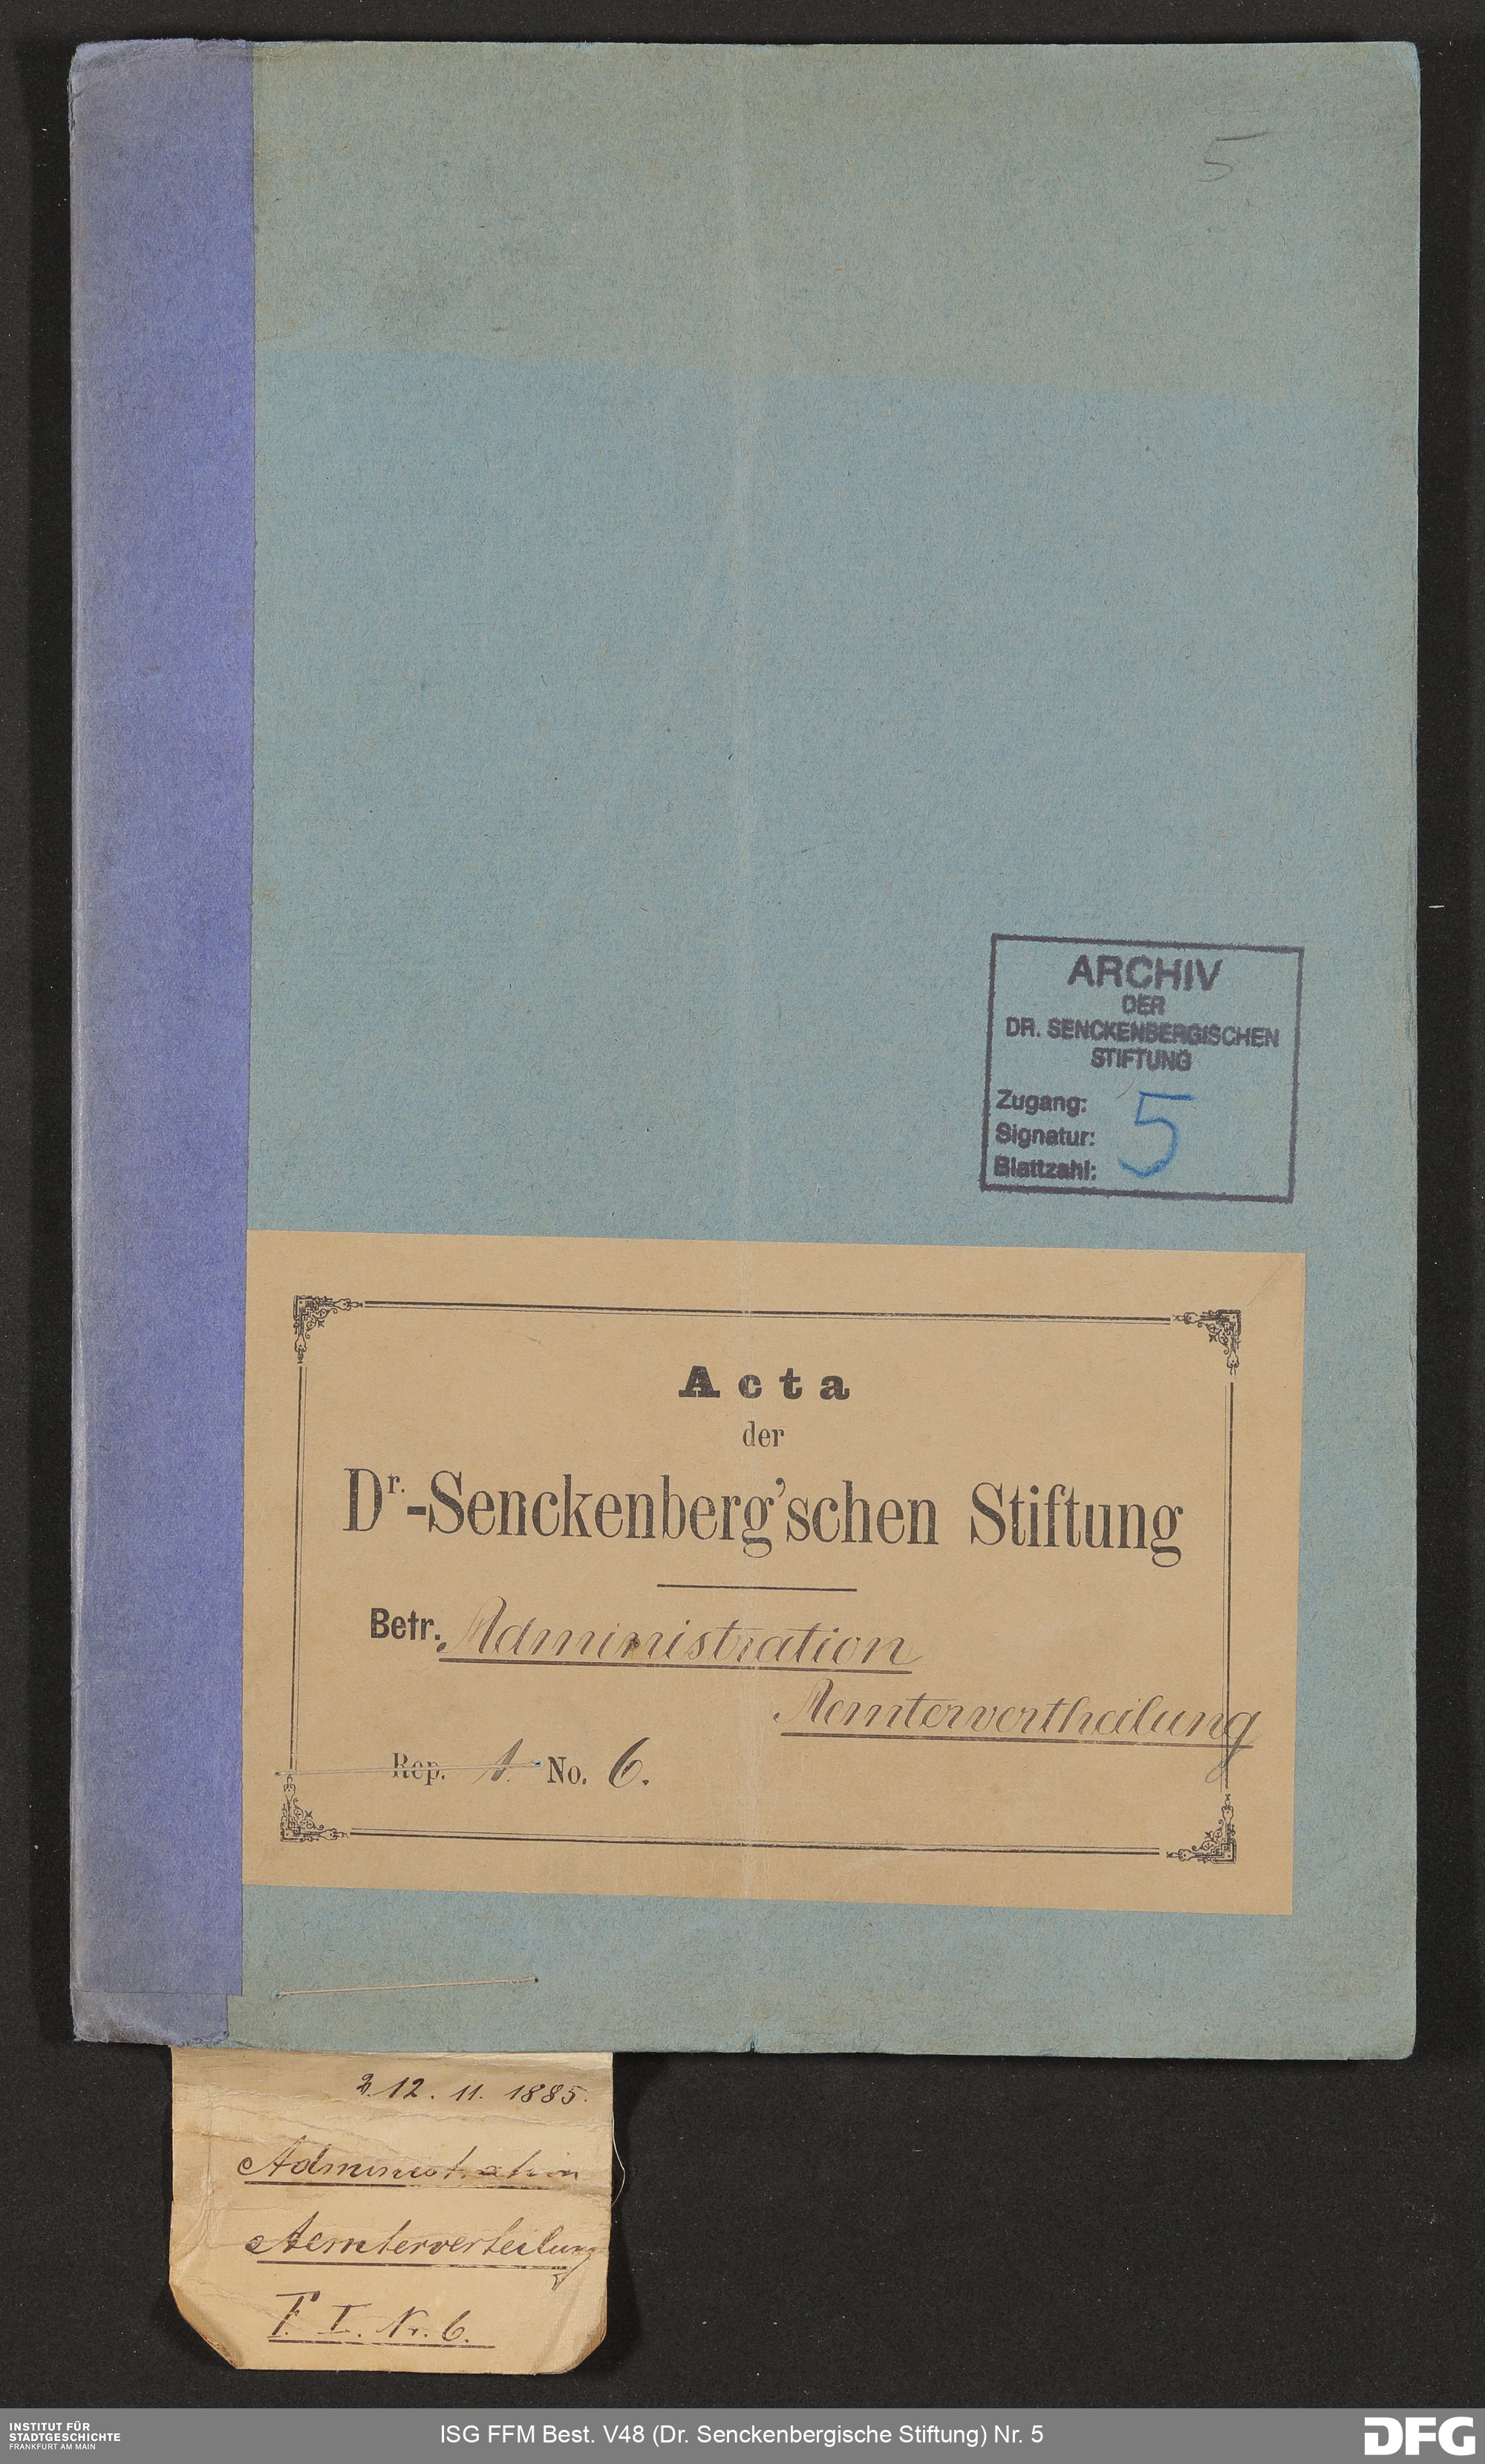 5
ARCHIV
DER
DR. SENCKENBERGISCHEN
STIFTUNG
Zugang:
Signatur: 5
Blattzahl:
Acta
der
Dr.-Senckenberg'schen Stiftung
Betr. Administration
Aemtervertheilung
Rep. 1. No. 6.
12. 11. 1885.
Administration
Aemterverteilung
F. I. Nr. 6.
INSTITUT FÜR
STADTGESCHICHTE
FRANKFURT AM MAIN
ISG FFM Best. V48 (Dr. Senckenbergische Stiftung) Nr. 5
DFG